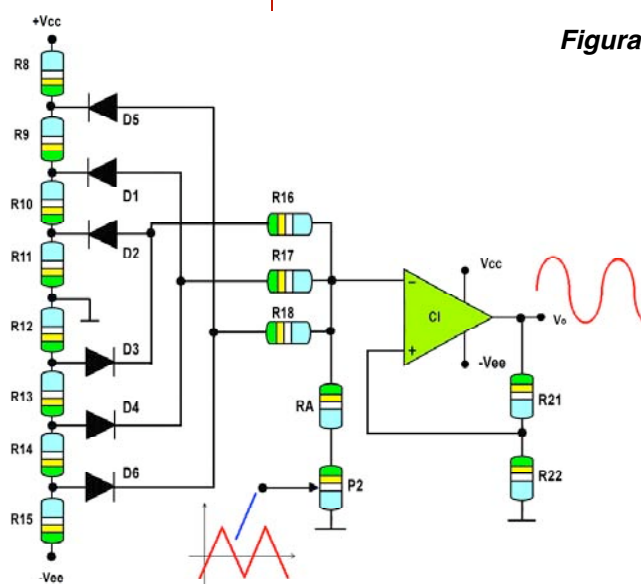 Figura
+Vcc
R8
D5
R9
D1
R10
R16
D2
R11
R17
Vcc
R12
R18
−
CI
Vo
+
-Vee
D3
R13
RA
R21
D4
R14
D6
P2
R22
R15
-Vee